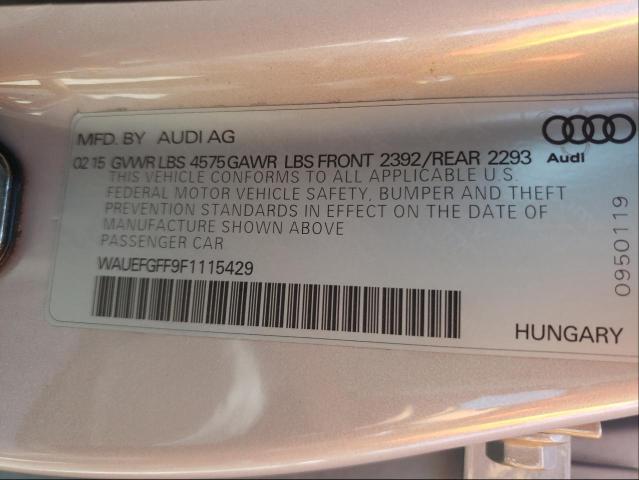 MFD. BY AUDI AG
02 15 GVWR LBS 4575 GAWR LBS FRONT 2392/REAR 2293
Audi
THIS VEHICLE CONFORMS TO ALL APPLICABLE U.S.
FEDERAL MOTOR VEHICLE SAFETY, BUMPER AND THEFT
PREVENTION STANDARDS IN EFFECT ON THE DATE OF
MANUFACTURE SHOWN ABOVE
PASSENGER CAR
WAUEFGFF9F1115429
0950119
HUNGARY